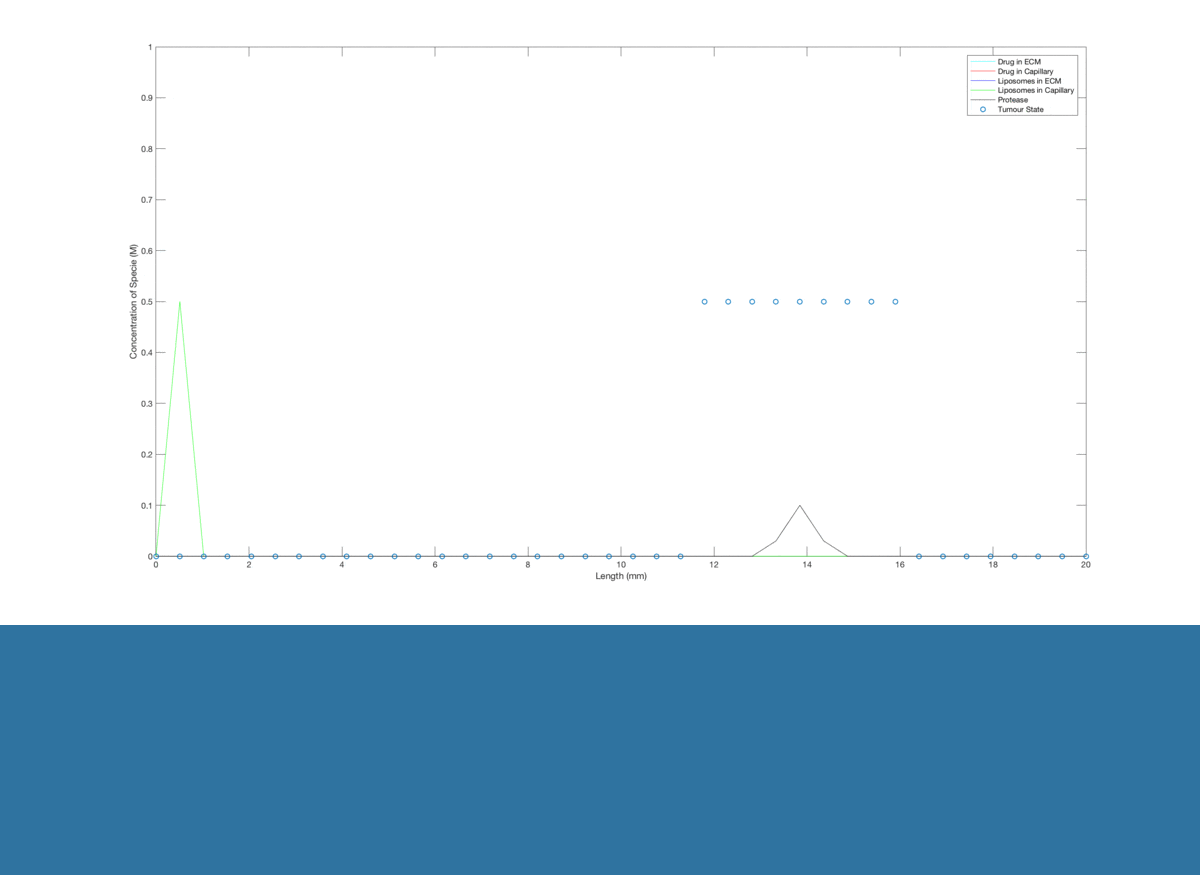 1
0.9
0.8
0.7
0.6
0.5
0.4
0.3
0.2
0.1
0
Concentration of Specie (M)
Drug in ECM
Drug in Capillary
Liposomes in ECM
Liposomes in Capillary
Protease
Tumour State
0 2 4 6 8 10 12 14 16 18 20
Length (mm)